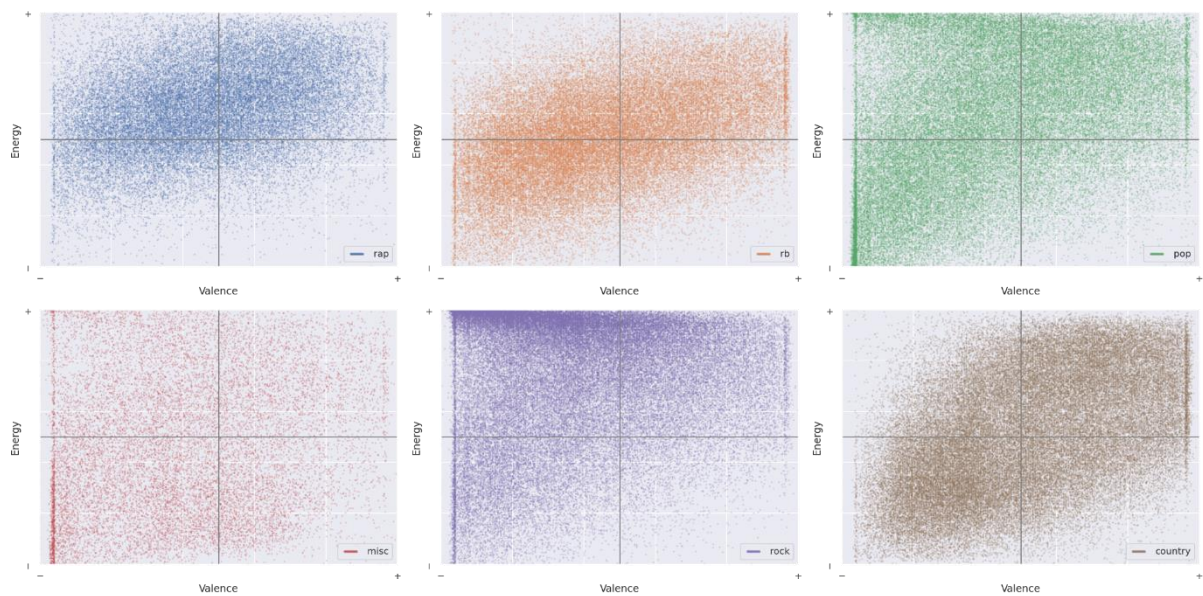 +
Energy
I
rap
−
Valence
+
+
Energy
I
rb
−
Valence
+
+
Energy
I
pop
−
Valence
+
+
Energy
I
misc
−
Valence
+
+
Energy
I
rock
−
Valence
+
+
Energy
I
country
−
Valence
+